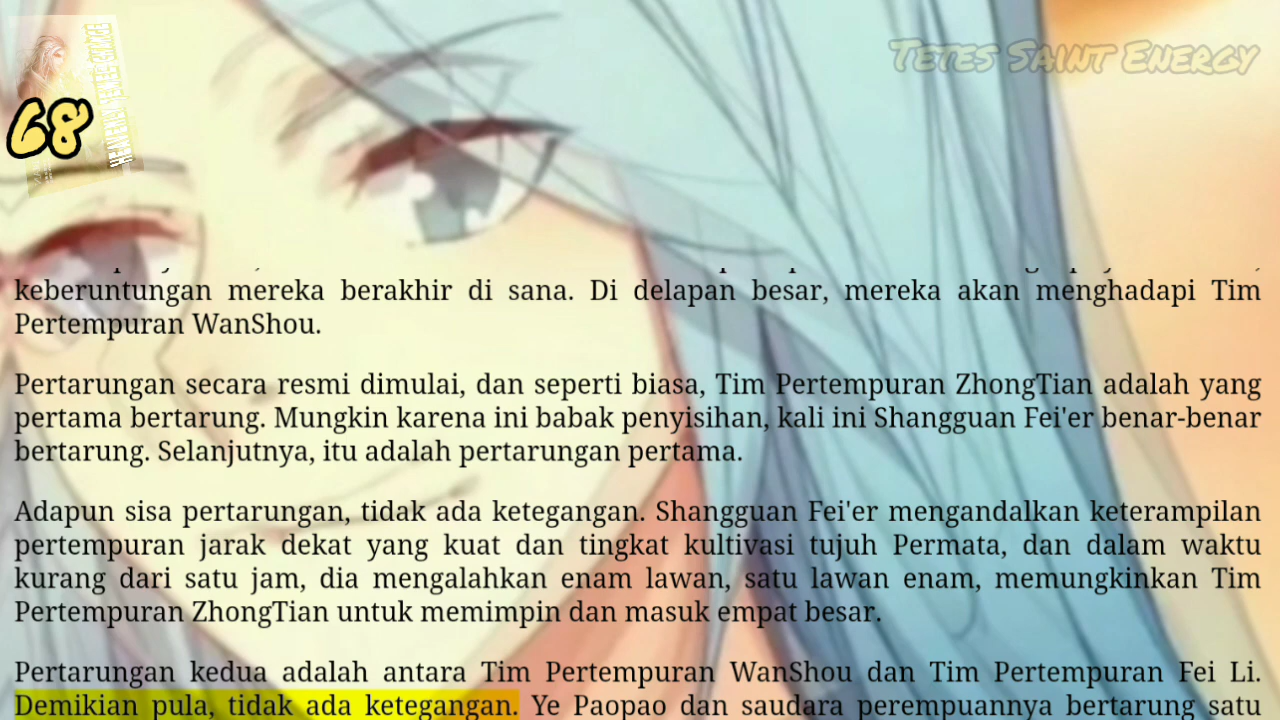 Tetes Saint Energy
68
HEAVENLY JEWEL CHANGE
keberuntungan mereka berakhir di sana. Di delapan besar, mereka akan menghadapi Tim
Pertempuran WanShou.
Pertarungan secara resmi dimulai, dan seperti biasa, Tim Pertempuran ZhongTian adalah yang
pertama bertarung. Mungkin karena ini babak penyisihan, kali ini Shangguan Fei'er benar-benar
bertarung. Selanjutnya, itu adalah pertarungan pertama.
Adapun sisa pertarungan, tidak ada ketegangan. Shangguan Fei'er mengandalkan keterampilan
pertempuran jarak dekat yang kuat dan tingkat kultivasi tujuh Permata, dan dalam waktu
kurang dari satu jam, dia mengalahkan enam lawan, satu lawan enam, memungkinkan Tim
Pertempuran ZhongTian untuk memimpin dan masuk empat besar.
Pertarungan kedua adalah antara Tim Pertempuran WanShou dan Tim Pertempuran Fei Li.
Demikian pula, tidak ada ketegangan. Ye Paopao dan saudara perempuannya bertarung satu